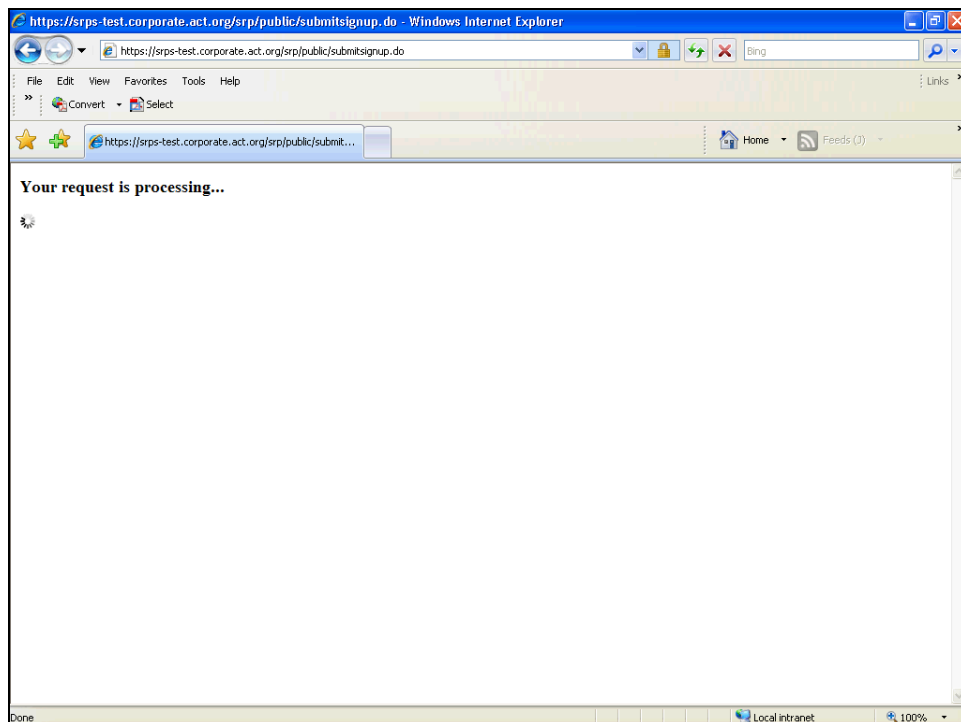 https://srps-test.corporate.act.org/srp/public/submitsignup.do - Windows Internet Explorer
https://srps-test.corporate.act.org/srp/public/submitsignup.do
Bing
File Edit View Favorites Tools Help
Links »
» Convert Select
https://srps-test.corporate.act.org/srp/public/submit...
Home Feeds (J)
Your request is processing...
Done
Local intranet
100%